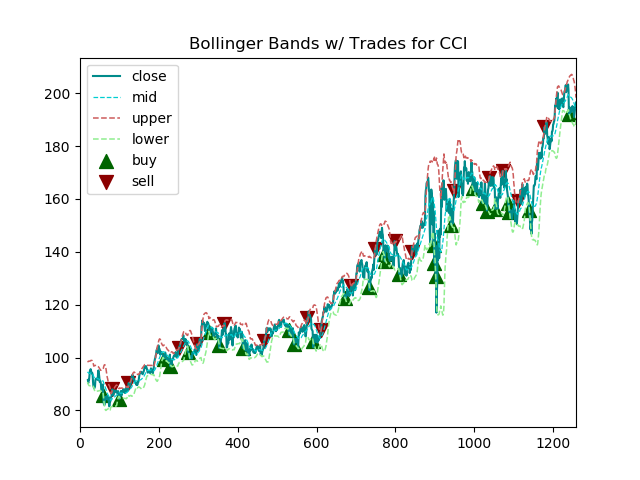 Bollinger Bands w/ Trades for CCI
close
mid
upper
lower
buy
sell
200
180
160
140
120
100
80
0 200 400 600 800 1000 1200